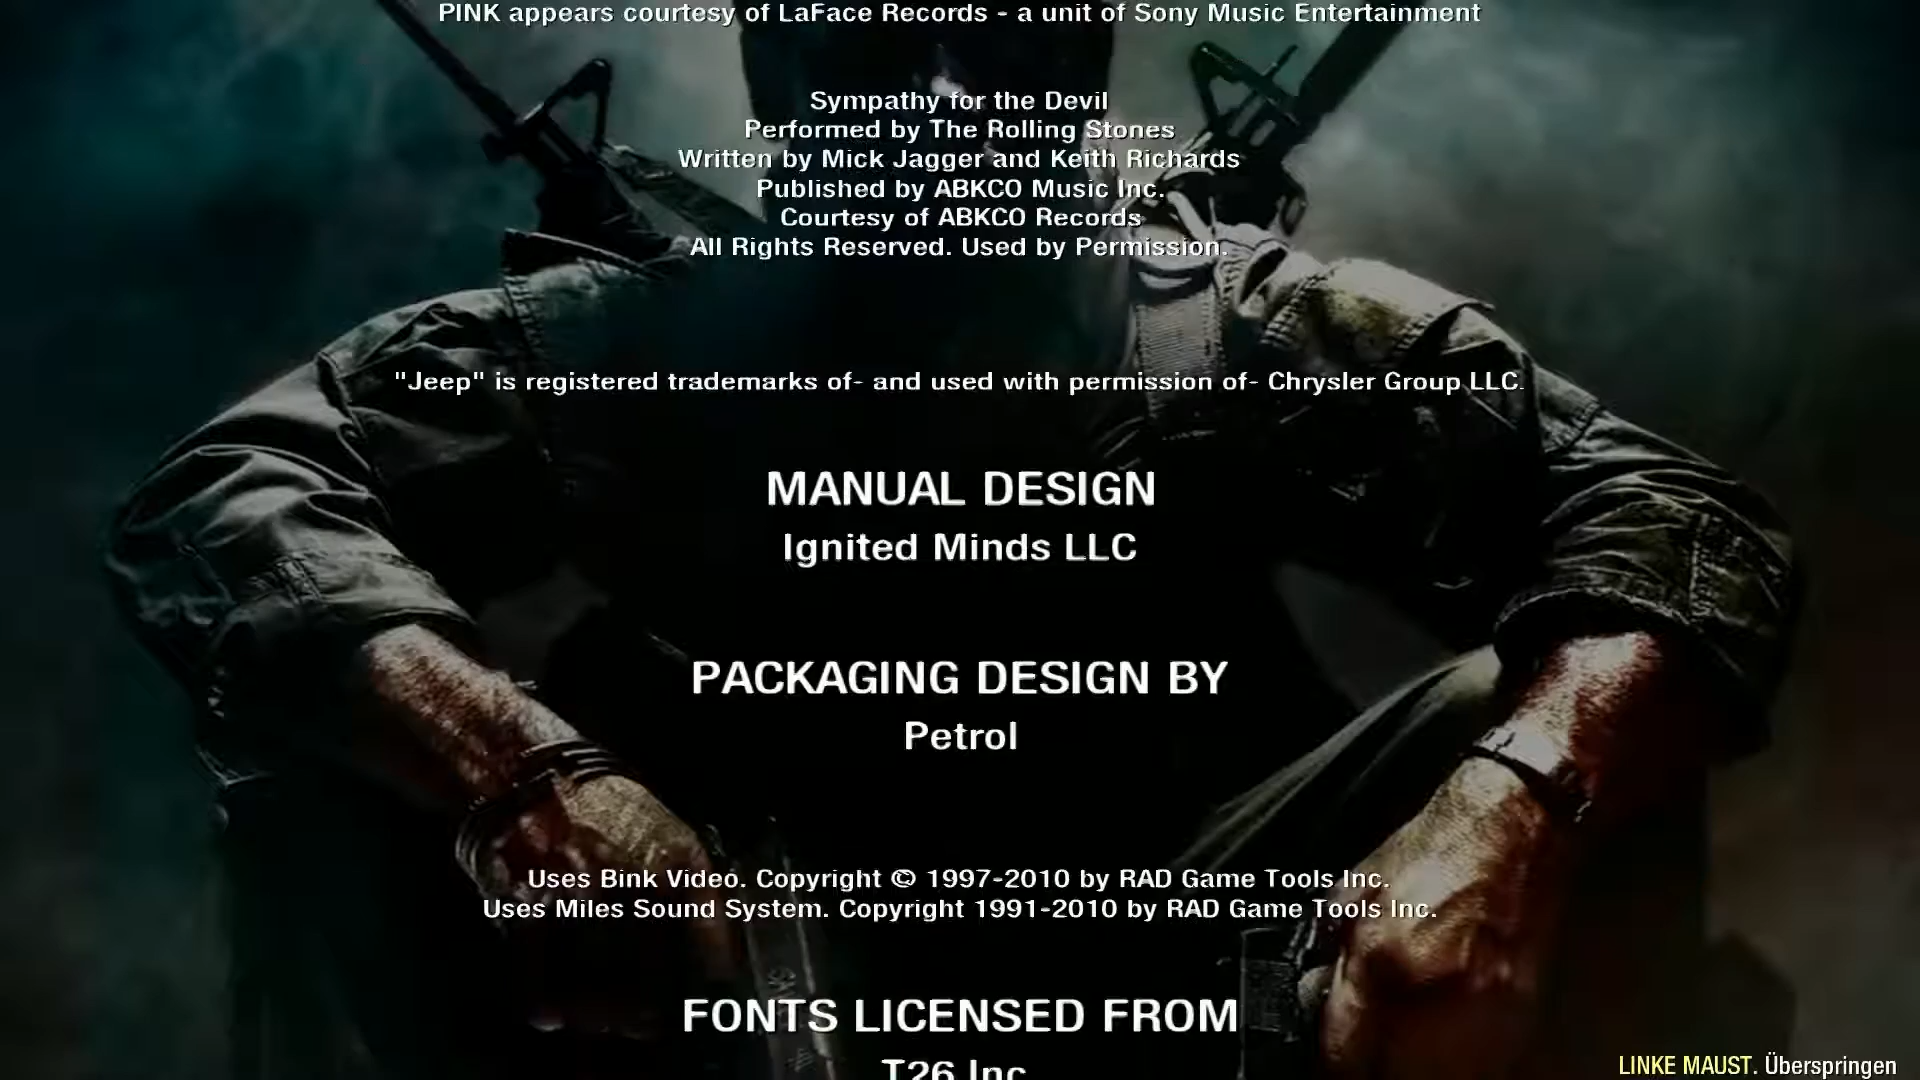 PINK appears courtesy of LaFace Records - a unit of Sony Music Entertainment
Sympathy for the Devil
Performed by The Rolling Stones
Written by Mick Jagger and Keith Richards
Published by ABKCO Music Inc.
Courtesy of ABKCO Records
All Rights Reserved. Used by Permission.
"Jeep" is registered trademarks of- and used with permission of- Chrysler Group LLC.
MANUAL DESIGN
Ignited Minds LLC
PACKAGING DESIGN BY
Petrol
Uses Bink Video. Copyright © 1997-2010 by RAD Game Tools Inc.
Uses Miles Sound System. Copyright 1991-2010 by RAD Game Tools Inc.
FONTS LICENSED FROM
T26 Inc
LINKE MAUST. Überspringen